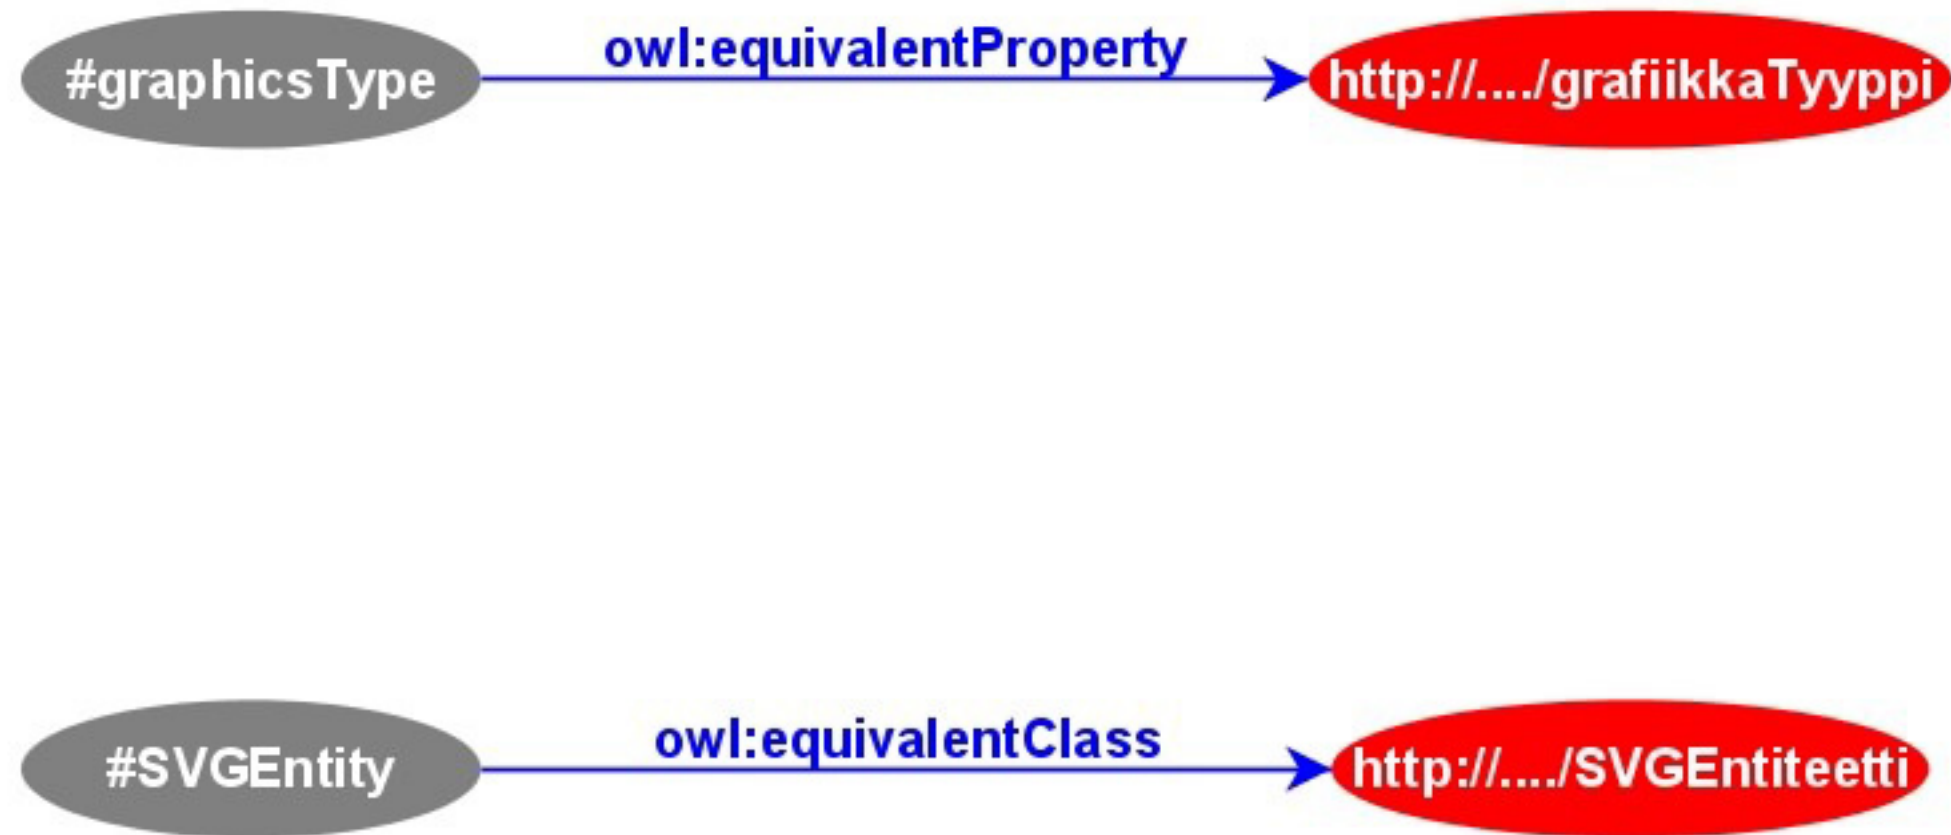 #graphicsType owl:equivalentProperty http://..../grafiikkaTyyppi
#SVGEntity owl:equivalentClass http://..../SVGEntiteetti